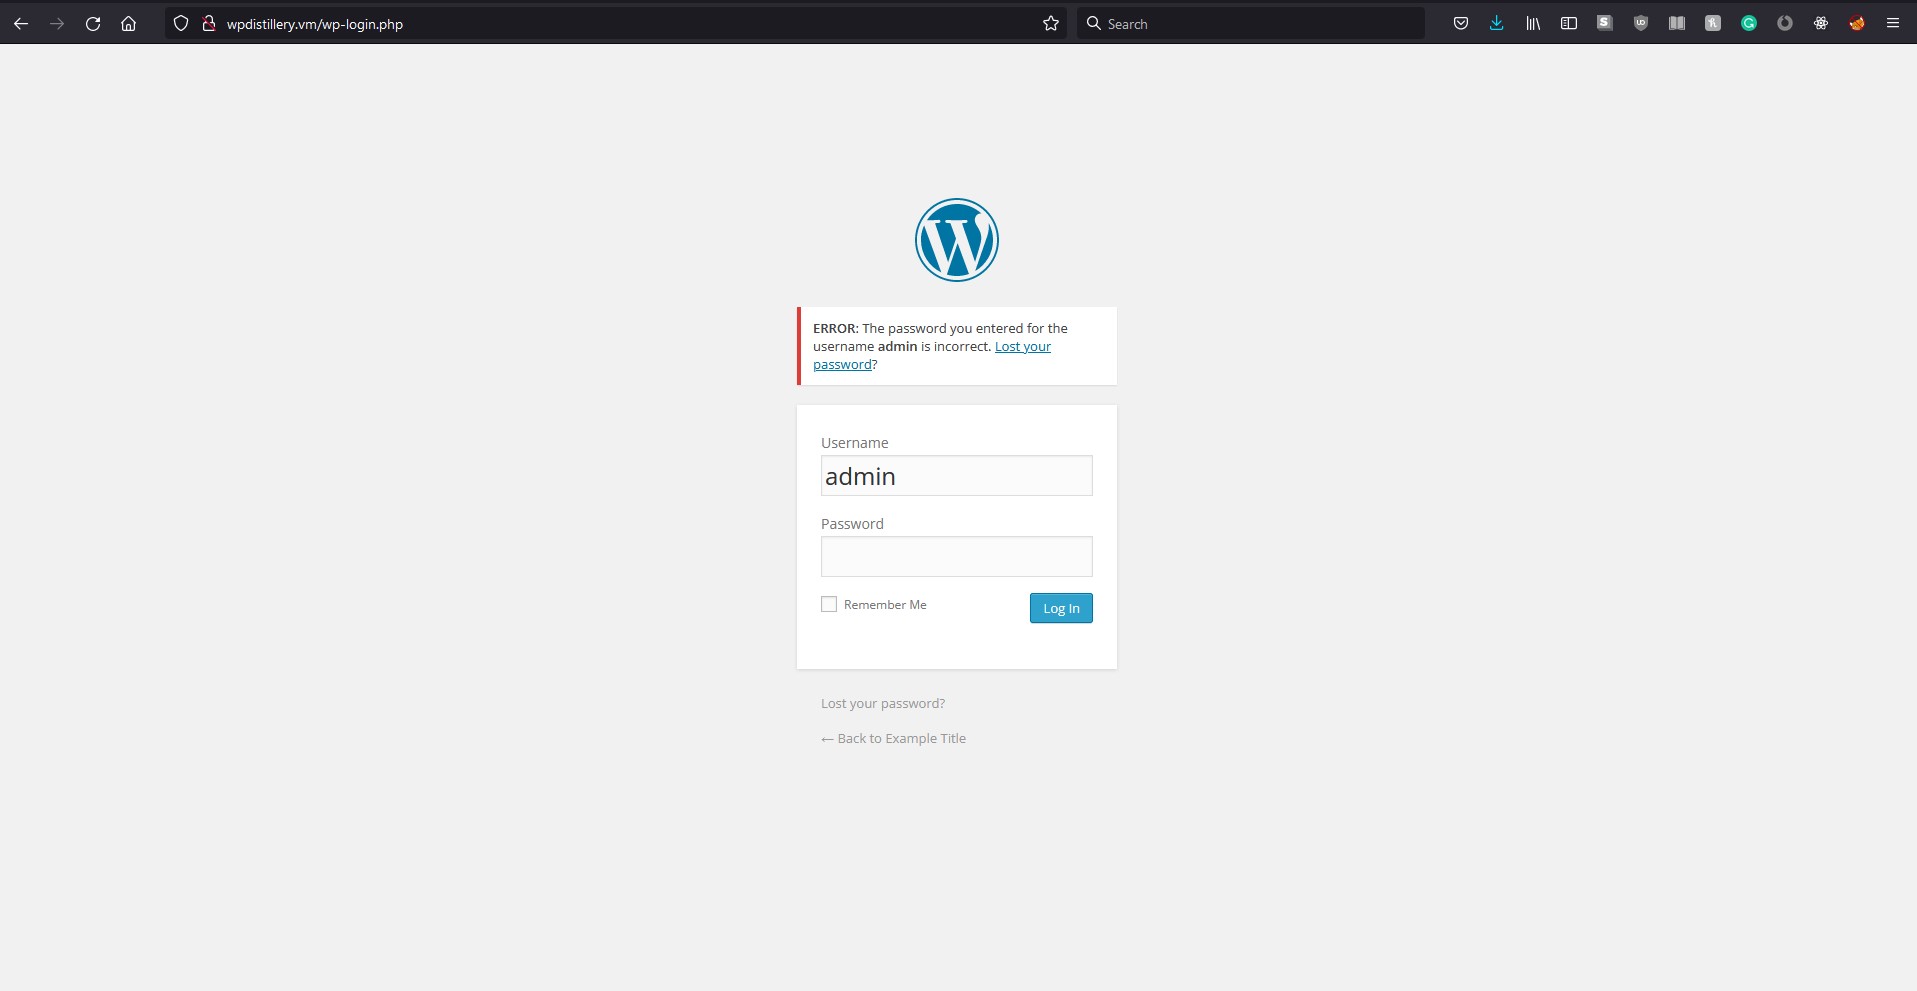 wpdistillery.vm/wp-login.php
Search
ERROR: The password you entered for the
username admin is incorrect. Lost your
password?
Username
admin
Password
Remember Me
Log In
Lost your password?
← Back to Example Title